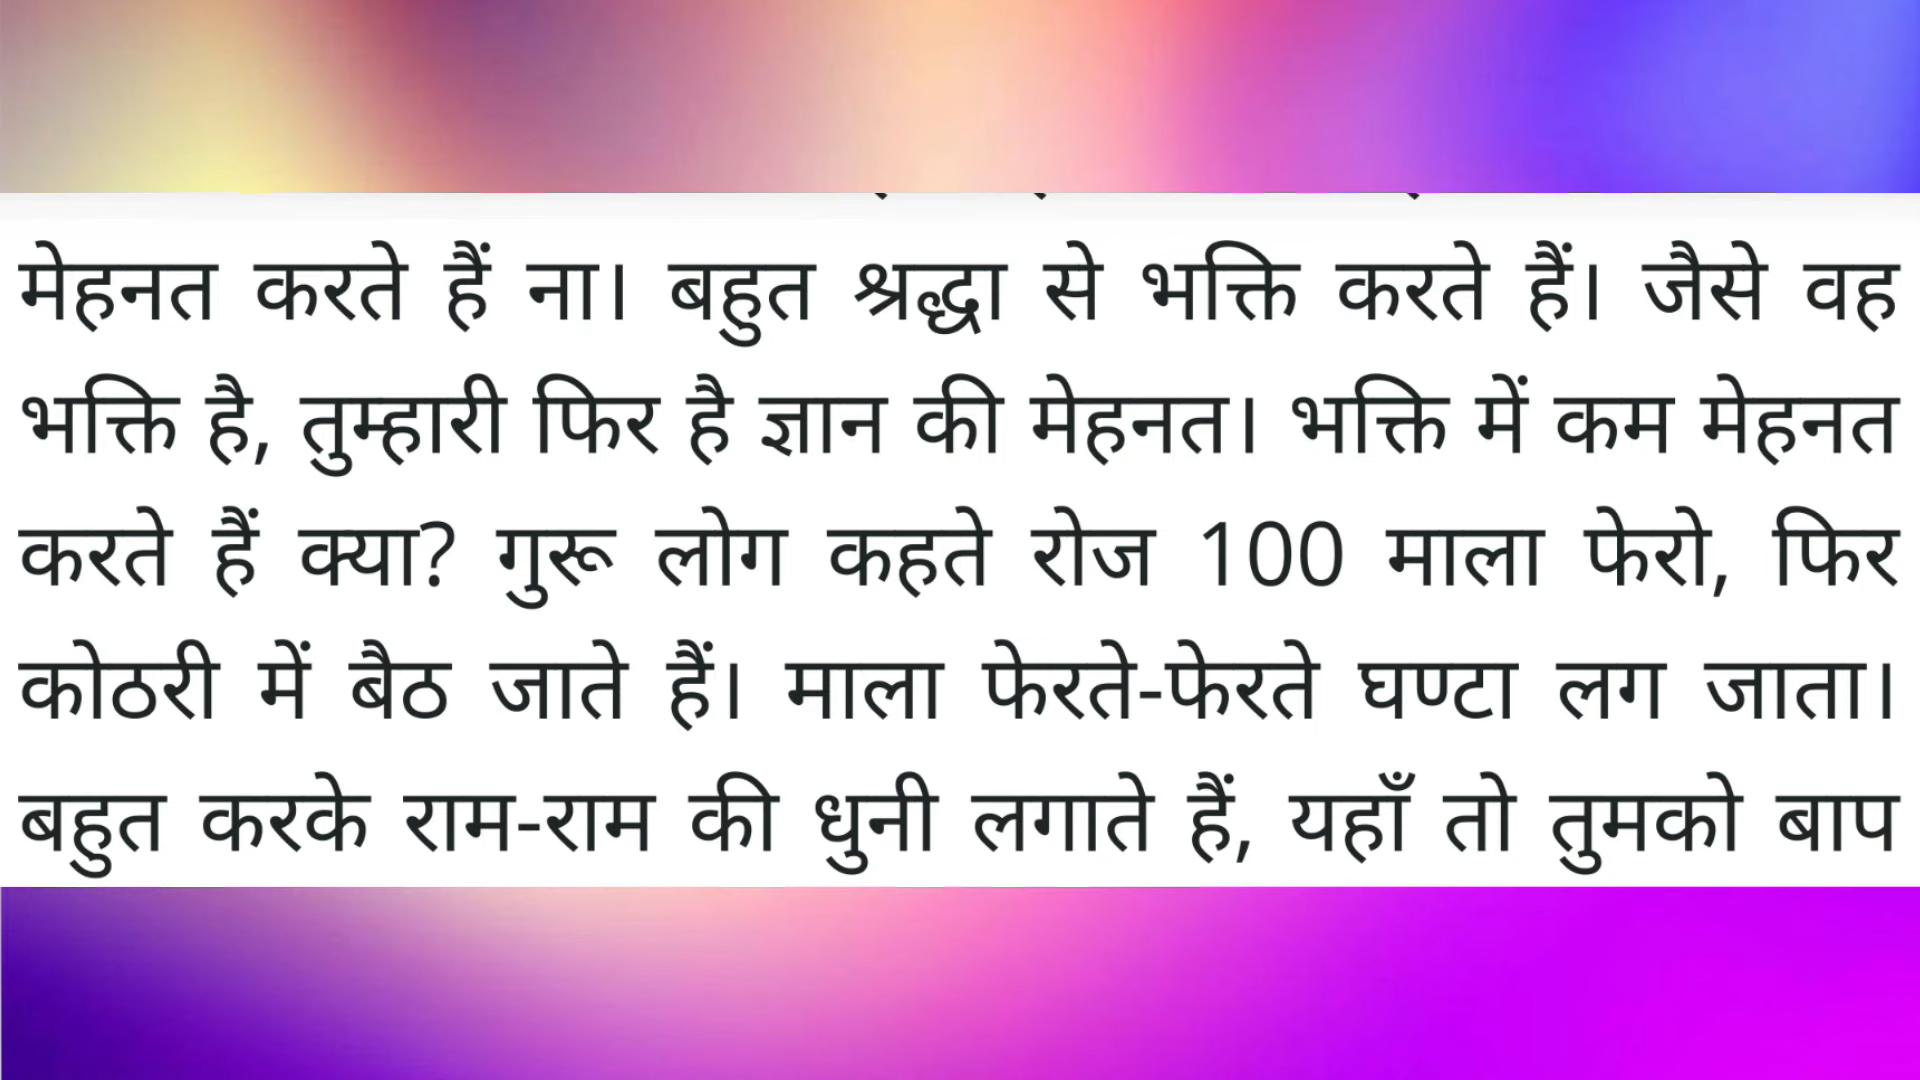 मेहनत करते हैं ना। बहुत श्रद्धा से भक्ति करते हैं। जैसे वह
भक्ति है, तुम्हारी फिर है ज्ञान की मेहनत। भक्ति में कम मेहनत
करते हैं क्या? गुरू लोग कहते रोज 100 माला फेरो, फिर
कोठरी में बैठ जाते हैं। माला फेरते-फेरते घण्टा लग जाता।
बहुत करके राम-राम की धुनी लगाते हैं, यहाँ तो तुमको बाप